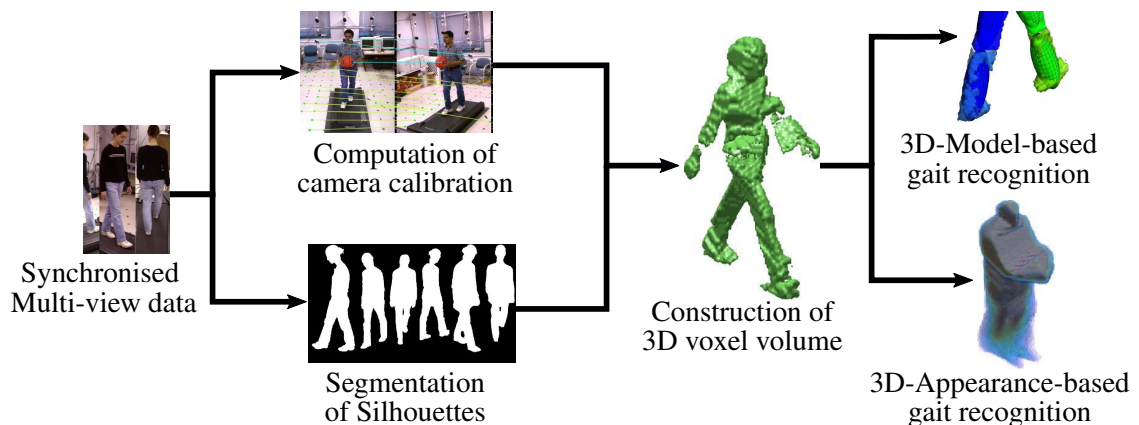 Synchronised
Multi-view data
Computation of
camera calibration
Segmentation
of Silhouettes
Construction of
3D voxel volume
3D-Model-based
gait recognition
3D-Appearance-based
gait recognition